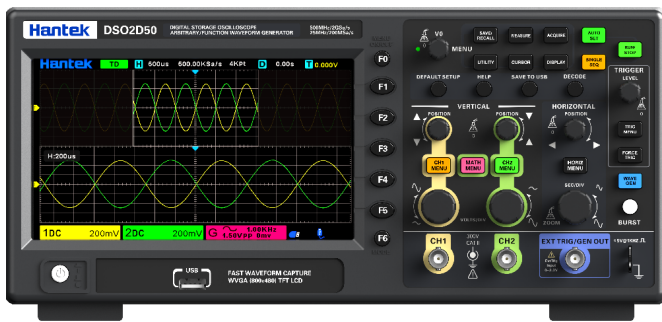 Hantek DSO2D50
DIGITAL STORAGE OSCILLOSCOPE
ARBITRARY/FUNCTION WAVEFORM GENERATOR
Hantek TD H 500us 600.00KSa/s 4KPt D 0.00s T 0.000V
H:200us
1DC 200mV 2DC 200mV G 1.00KHz
1.50VPP 0mv
F0
F1
F2
F3
F4
F5
F6
V0
MENU
SAVE
RECALL
MEASURE
ACQUIRE
AUTO
SET
RUN
STOP
UTILITY
CURSOR
DISPLAY
SINGLE
SEQ
DEFAULT SETUP
HELP
SAVE TO USB
DECODE
TRIGGER
LEVEL
TRIG
MENU
FORCE
TRIG
WAVE
GEN
BURST
VERTICAL
POSITION
POSITION
CH1
MENU
MATH
MENU
CH2
MENU
HORIZONTAL
POSITION
HORIZ
MENU
SEC/DIV
ZOOM
CH1
CH2
EXT TRIG/GEN OUT
USB
FAST WAVEFORM CAPTURE
WVGA (800x480) TFT LCD